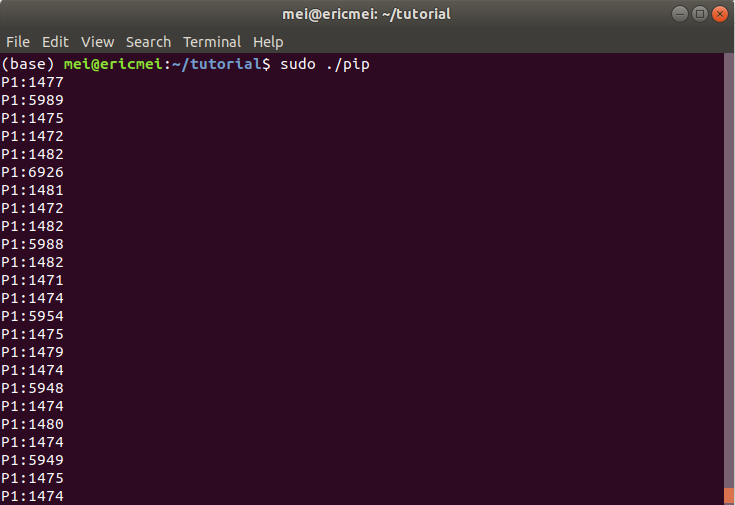 mei@ericmei: ~/tutorial
File Edit View Search Terminal Help
(base) mei@ericmei:~/tutorial$ sudo ./pip
P1:1477
P1:5989
P1:1475
P1:1472
P1:1482
P1:6926
P1:1481
P1:1472
P1:1482
P1:5988
P1:1482
P1:1471
P1:1474
P1:5954
P1:1475
P1:1479
P1:1474
P1:5948
P1:1474
P1:1480
P1:1474
P1:5949
P1:1475
P1:1474